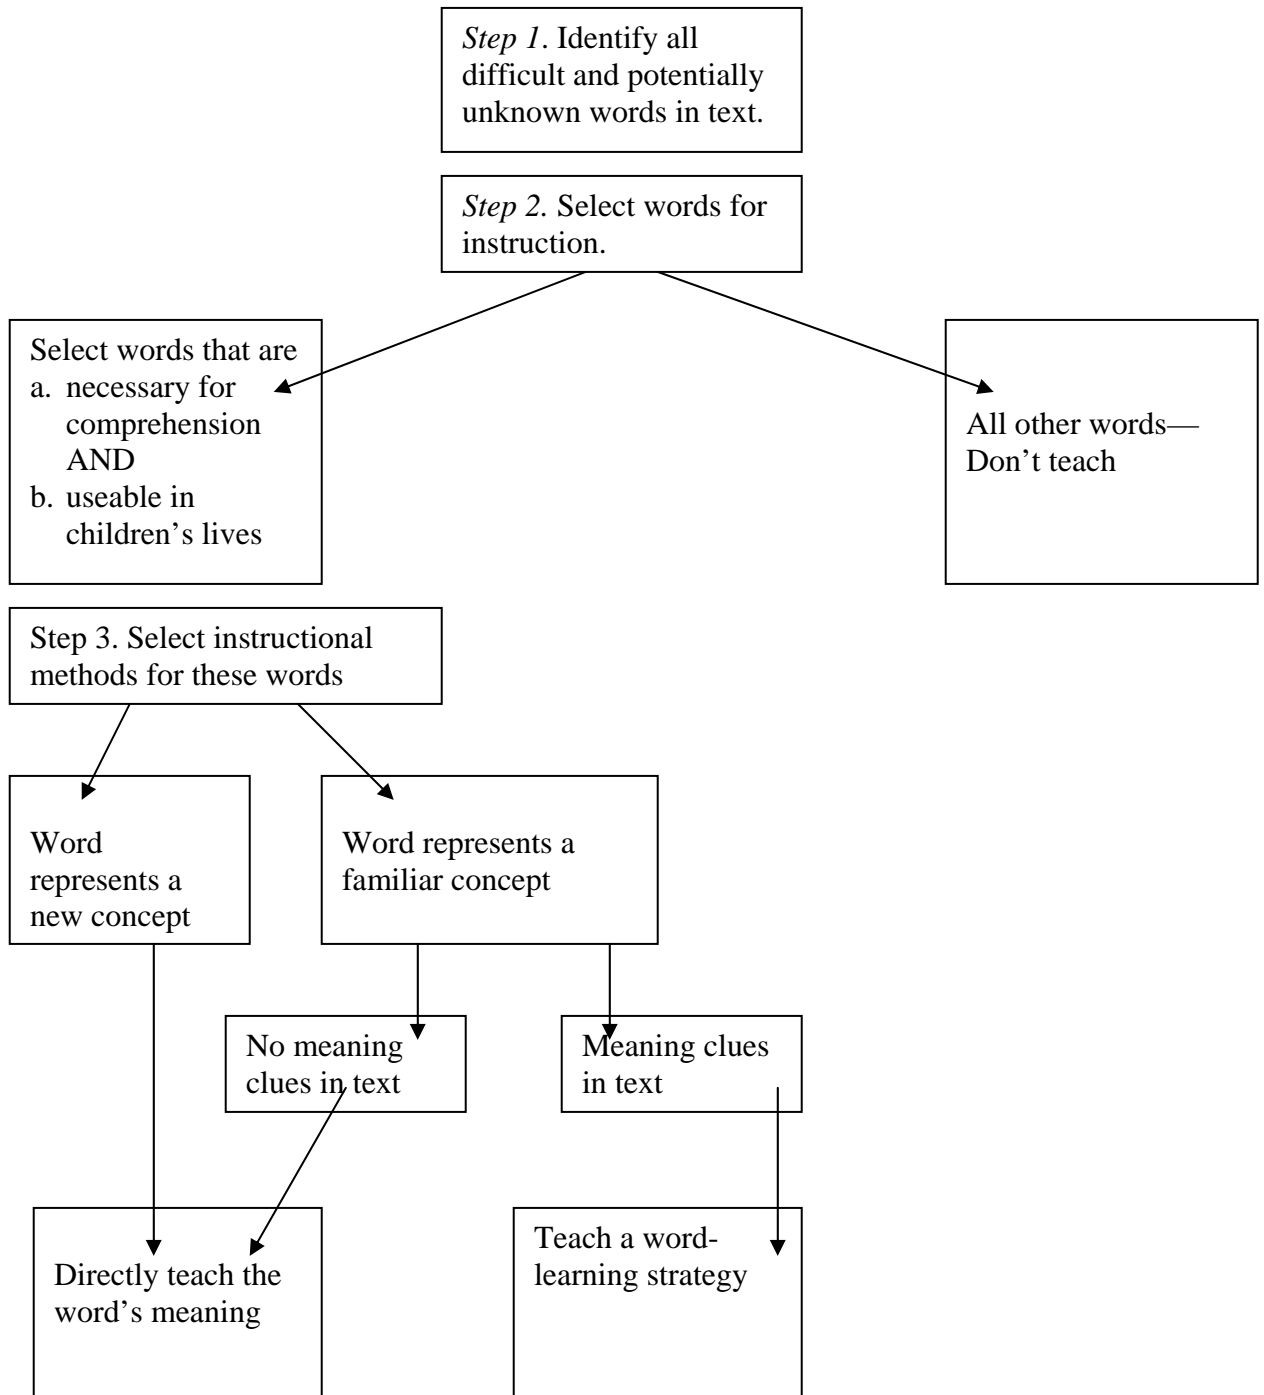 Step 1. Identify all
difficult and potentially
unknown words in text.
Step 2. Select words for
instruction.
Select words that are
a. necessary for
comprehension
AND
b. useable in
children’s lives
All other words—
Don’t teach
Step 3. Select instructional
methods for these words
Word
represents a
new concept
Word represents a
familiar concept
No meaning
clues in text
Meaning clues
in text
Directly teach the
word’s meaning
Teach a word-
learning strategy